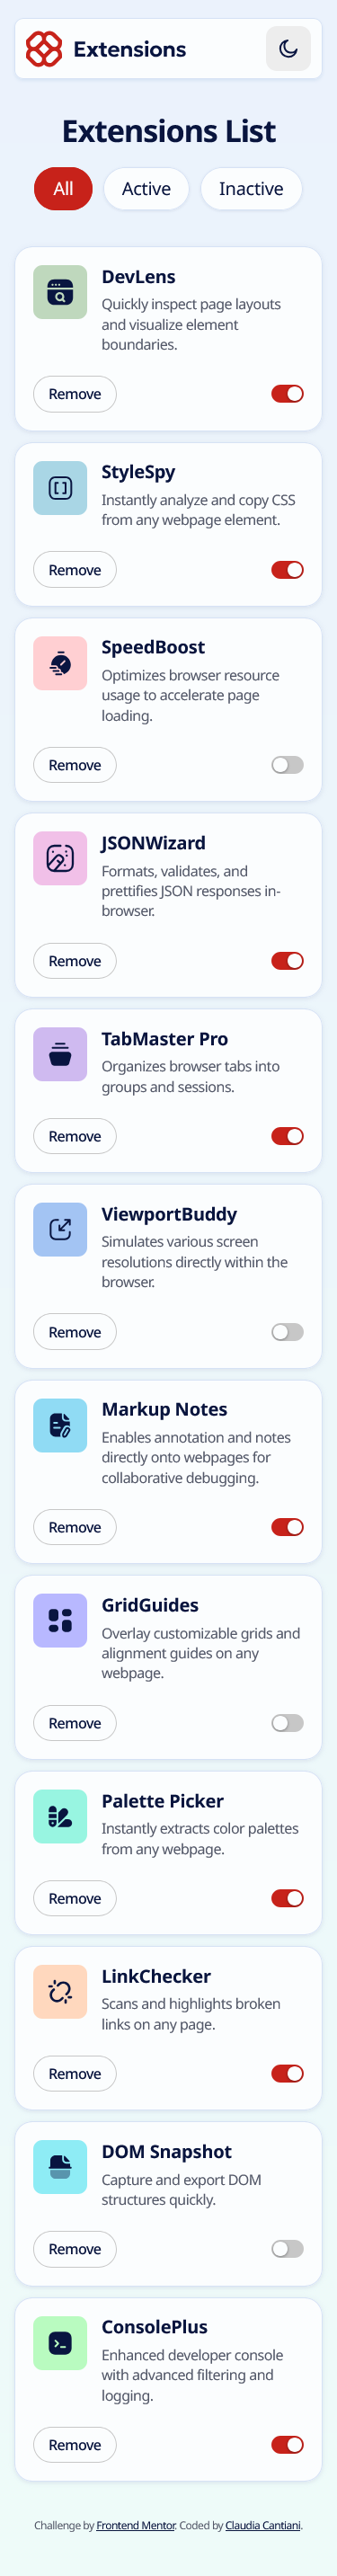 Extensions
Extensions List
All Active Inactive
DevLens
Quickly inspect page layouts
and visualize element
boundaries.
Remove
StyleSpy
Instantly analyze and copy CSS
from any webpage element.
Remove
SpeedBoost
Optimizes browser resource
usage to accelerate page
loading.
Remove
JSONWizard
Formats, validates, and
prettifies JSON responses in-
browser.
Remove
TabMaster Pro
Organizes browser tabs into
groups and sessions.
Remove
ViewportBuddy
Simulates various screen
resolutions directly within the
browser.
Remove
Markup Notes
Enables annotation and notes
directly onto webpages for
collaborative debugging.
Remove
GridGuides
Overlay customizable grids and
alignment guides on any
webpage.
Remove
Palette Picker
Instantly extracts color palettes
from any webpage.
Remove
LinkChecker
Scans and highlights broken
links on any page.
Remove
DOM Snapshot
Capture and export DOM
structures quickly.
Remove
ConsolePlus
Enhanced developer console
with advanced filtering and
logging.
Remove
Challenge by Frontend Mentor. Coded by Claudia Cantiani.